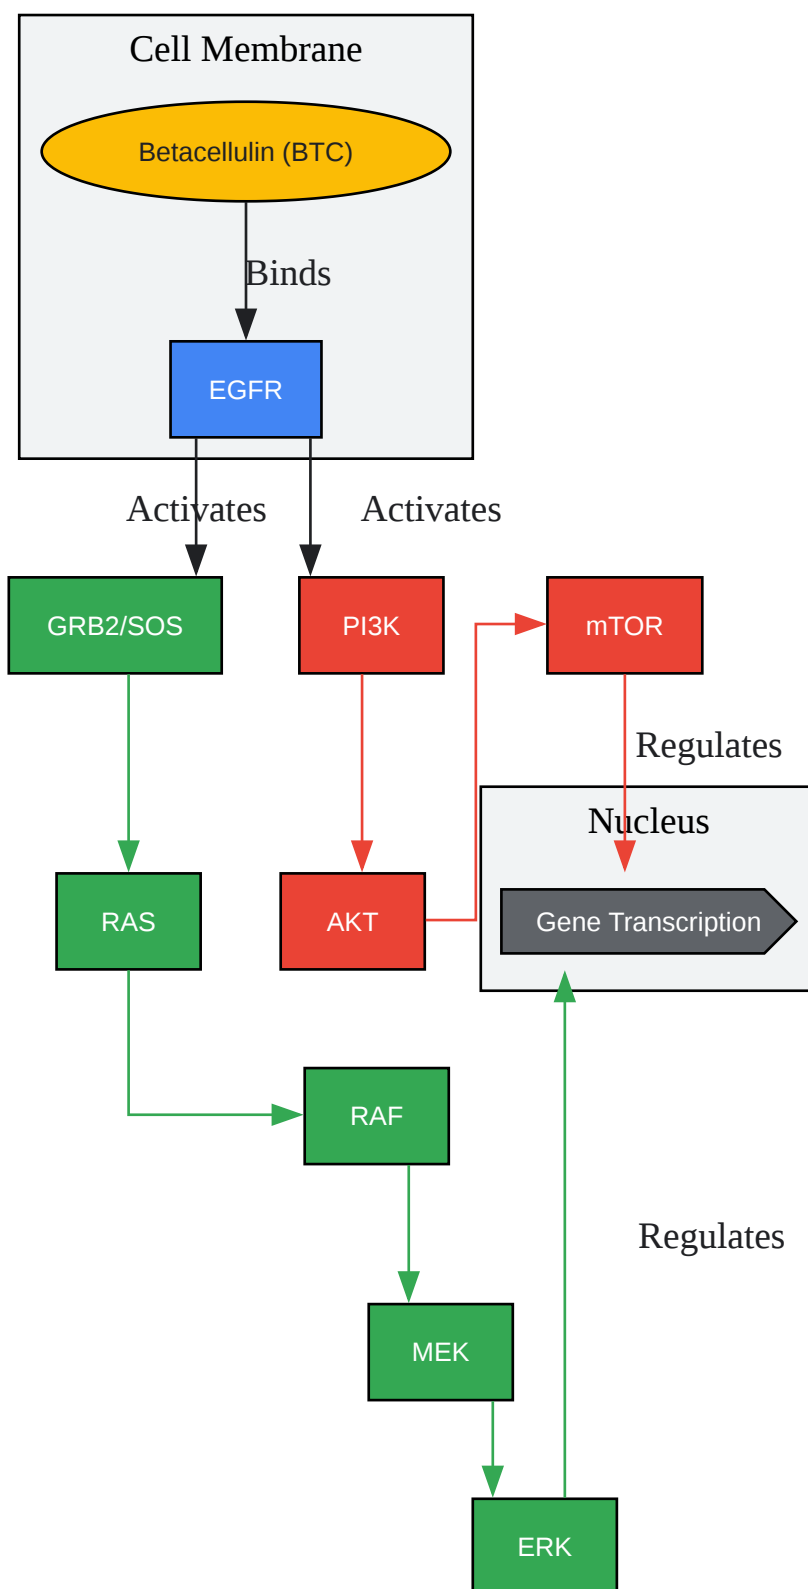 Cell Membrane
Betacellulin (BTC)
Binds
EGFR
Activates
Activates
GRB2/SOS
PI3K
mTOR
Regulates
Nucleus
RAS
AKT
Gene Transcription
RAF
Regulates
MEK
ERK